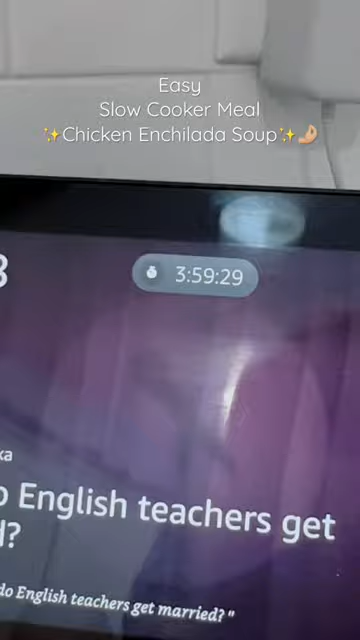 Easy
Slow Cooker Meal
✨Chicken Enchilada Soup✨🤌🏼
3:59:29
English teachers get
do English teachers get married?"